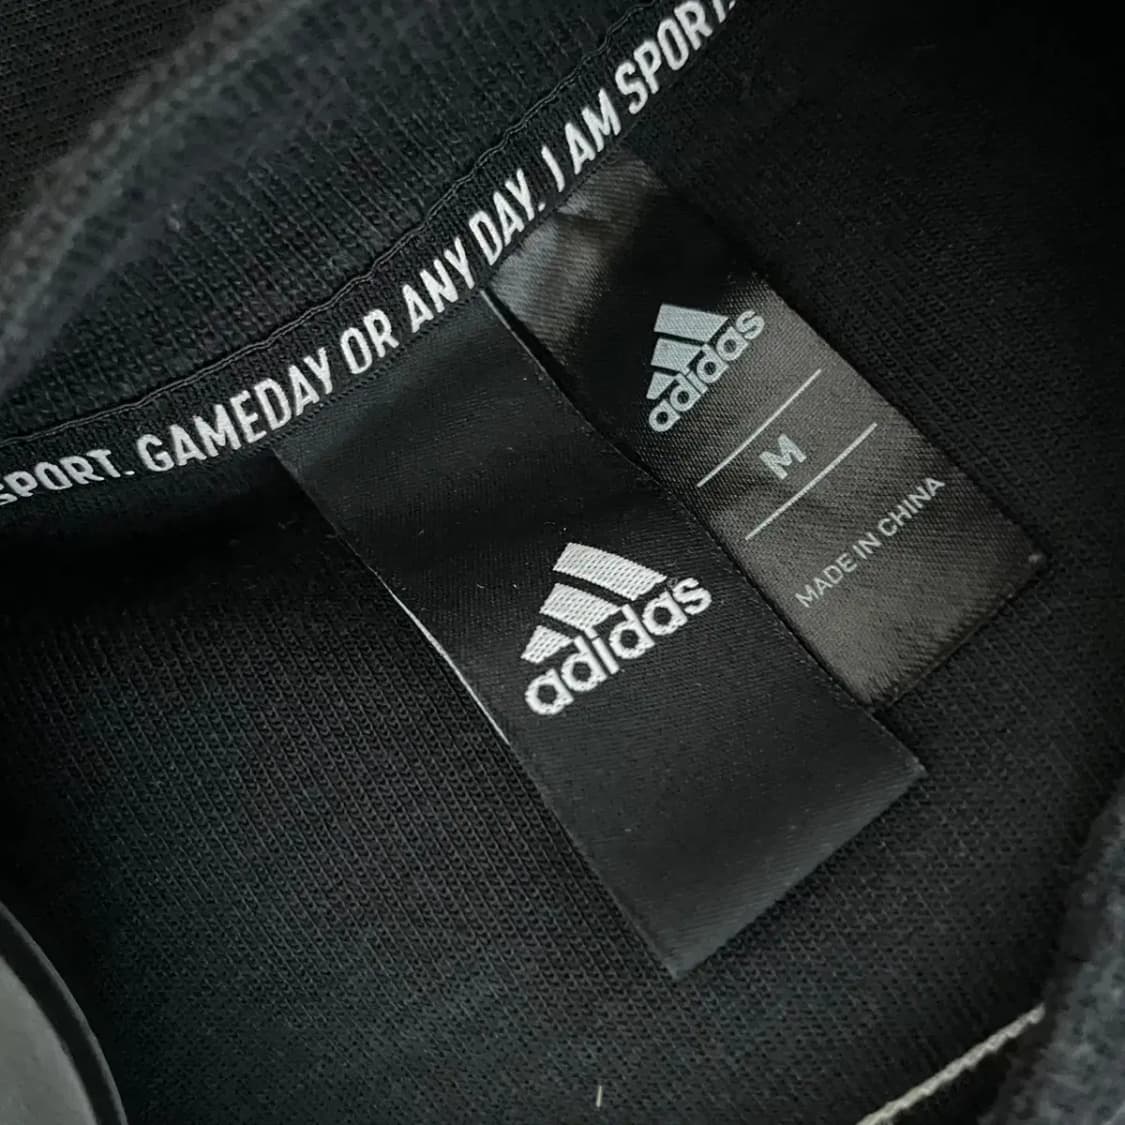 SPORT. GAMEDAY OR ANY DAY. I AM SPORT.
adidas
M
MADE IN CHINA
adidas